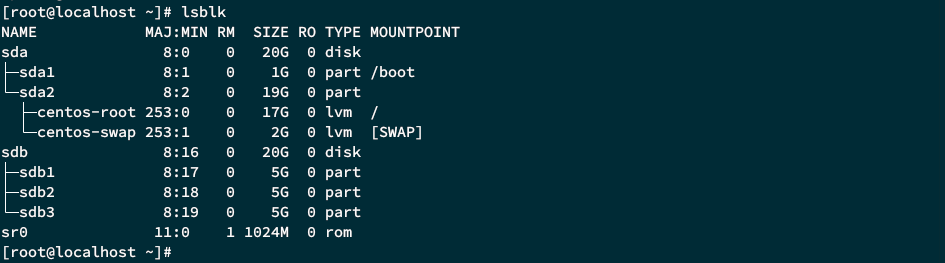 [root@localhost ~]# lsblk
NAME            MAJ:MIN RM  SIZE RO TYPE MOUNTPOINT
sda               8:0    0   20G  0 disk
├─sda1            8:1    0    1G  0 part /boot
└─sda2            8:2    0   19G  0 part
  ├─centos-root 253:0    0   17G  0 lvm  /
  └─centos-swap 253:1    0    2G  0 lvm  [SWAP]
sdb               8:16   0   20G  0 disk
├─sdb1            8:17   0    5G  0 part
├─sdb2            8:18   0    5G  0 part
└─sdb3            8:19   0    5G  0 part
sr0              11:0    1 1024M  0 rom
[root@localhost ~]#